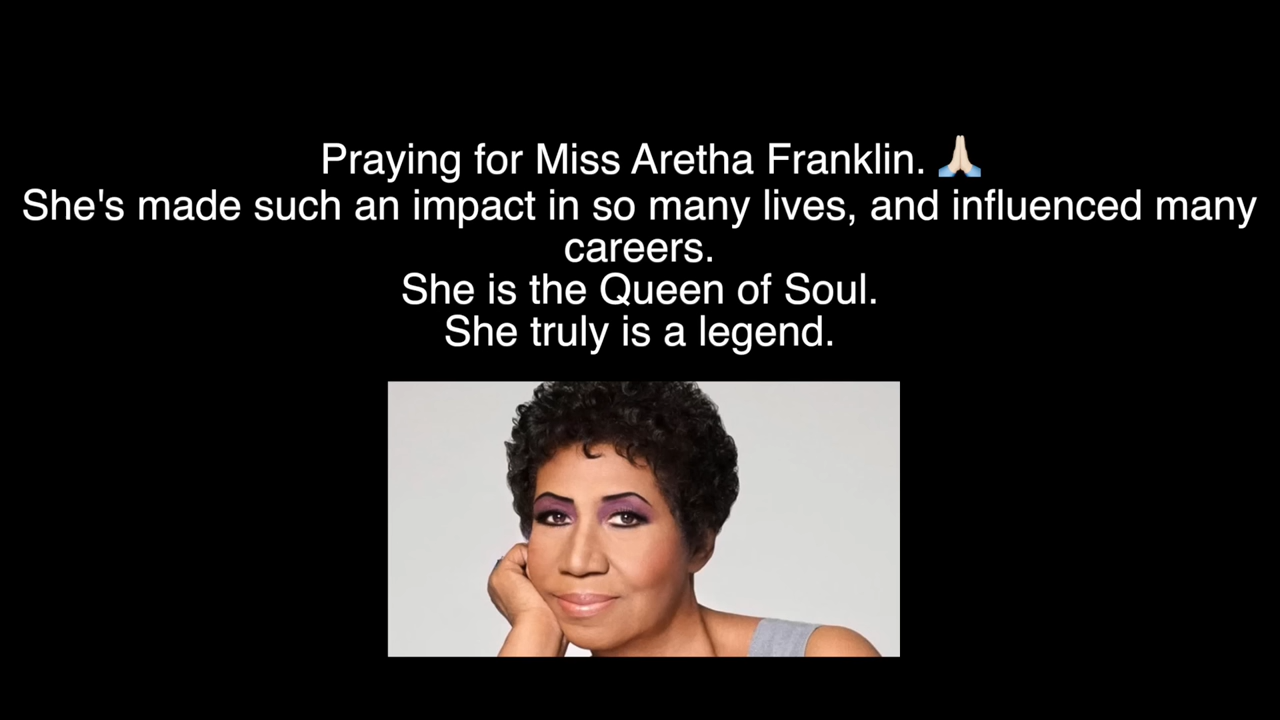 Praying for Miss Aretha Franklin. 🙏🏻
She's made such an impact in so many lives, and influenced many
careers.
She is the Queen of Soul.
She truly is a legend.